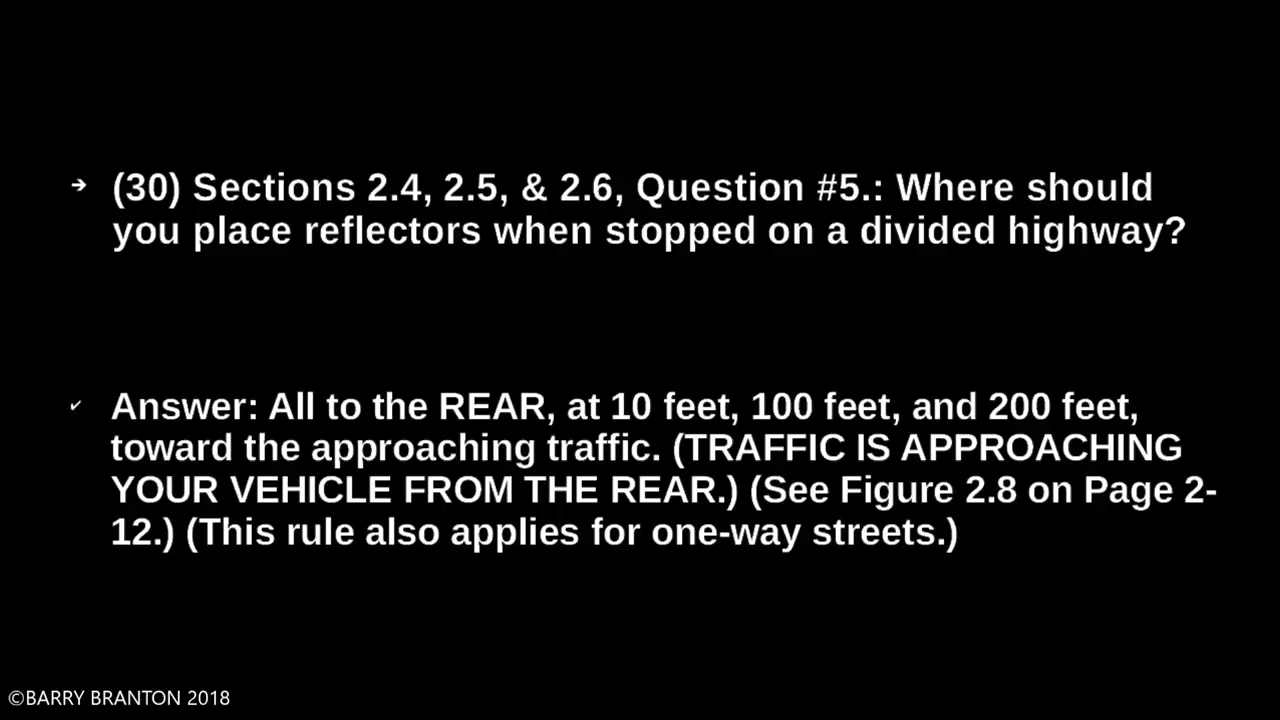 ➔ (30) Sections 2.4, 2.5, & 2.6, Question #5.: Where should
you place reflectors when stopped on a divided highway?
✔ Answer: All to the REAR, at 10 feet, 100 feet, and 200 feet,
toward the approaching traffic. (TRAFFIC IS APPROACHING
YOUR VEHICLE FROM THE REAR.) (See Figure 2.8 on Page 2-
12.) (This rule also applies for one-way streets.)
©BARRY BRANTON 2018